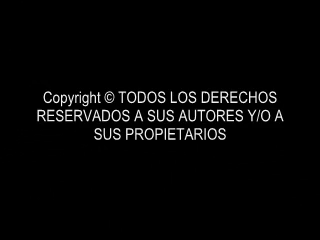 Copyright © TODOS LOS DERECHOS
RESERVADOS A SUS AUTORES Y/O A
SUS PROPIETARIOS